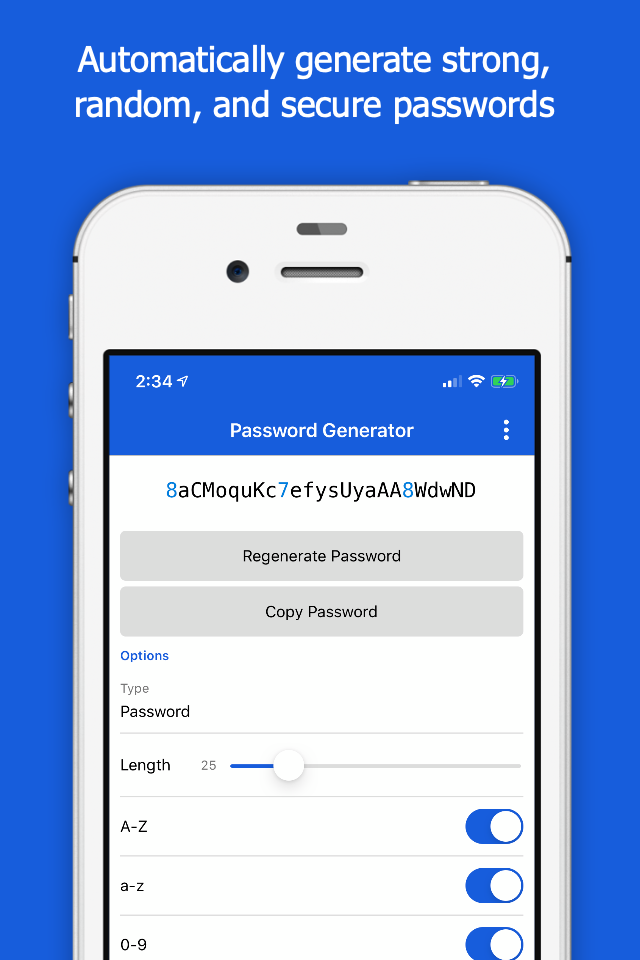 Automatically generate strong,
random, and secure passwords
2:34
Password Generator
8aCMoquKc7efysUyaAA8WdwND
Regenerate Password
Copy Password
Options
Type
Password
Length 25
A-Z
a-z
0-9